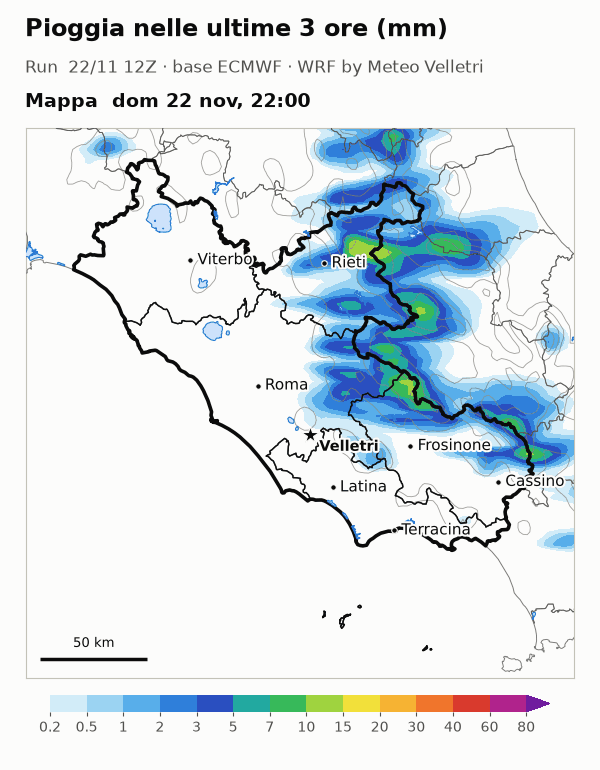 Pioggia nelle ultime 3 ore (mm)
Run  22/11 12Z · base ECMWF · WRF by Meteo Velletri
Mappa  dom 22 nov, 22:00
Viterbo
Rieti
Roma
Velletri
Frosinone
Latina
Cassino
Terracina
50 km
0.2 0.5 1 2 3 5 7 10 15 20 30 40 60 80